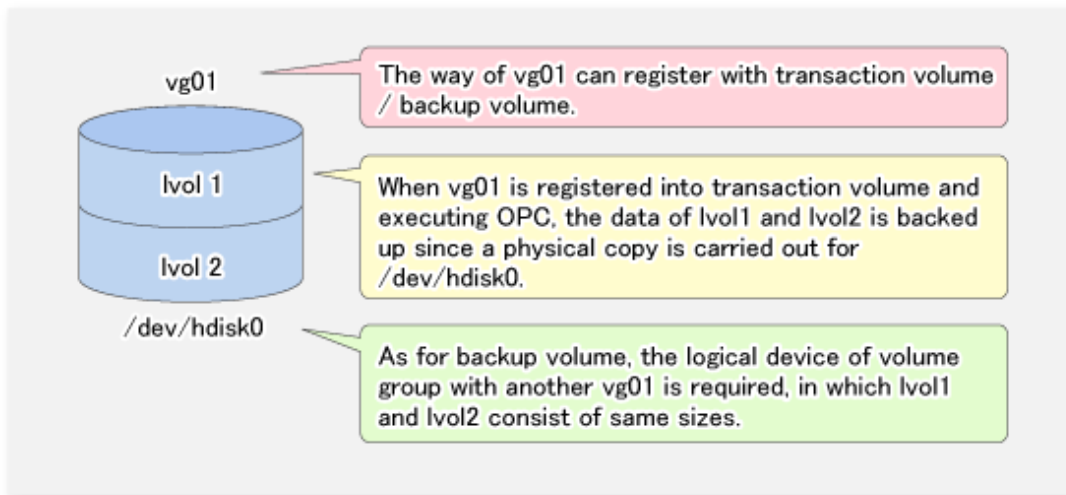 vg01
lvol 1
lvol 2
/dev/hdisk0
The way of vg01 can register with transaction volume
/ backup volume.
When vg01 is registered into transaction volume and
executing OPC, the data of lvol1 and lvol2 is backed
up since a physical copy is carried out for
/dev/hdisk0.
As for backup volume, the logical device of volume
group with another vg01 is required, in which lvol1
and lvol2 consist of same sizes.